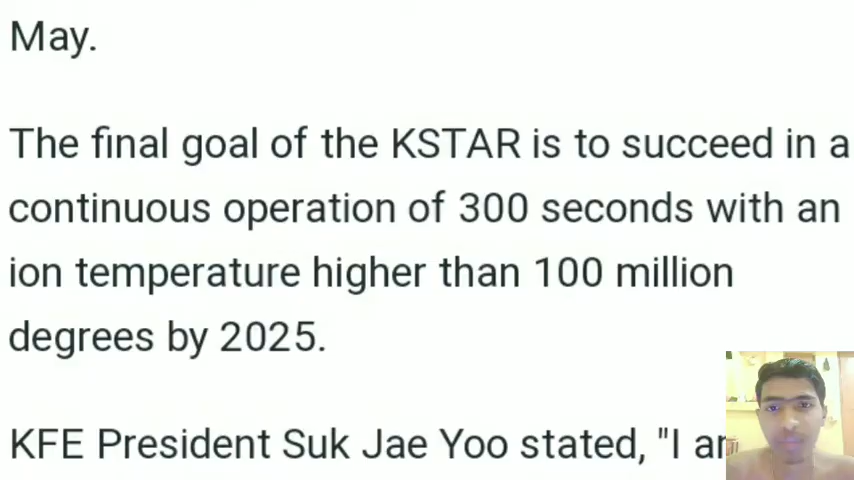 May.
The final goal of the KSTAR is to succeed in a
continuous operation of 300 seconds with an
ion temperature higher than 100 million
degrees by 2025.
KFE President Suk Jae Yoo stated, "I